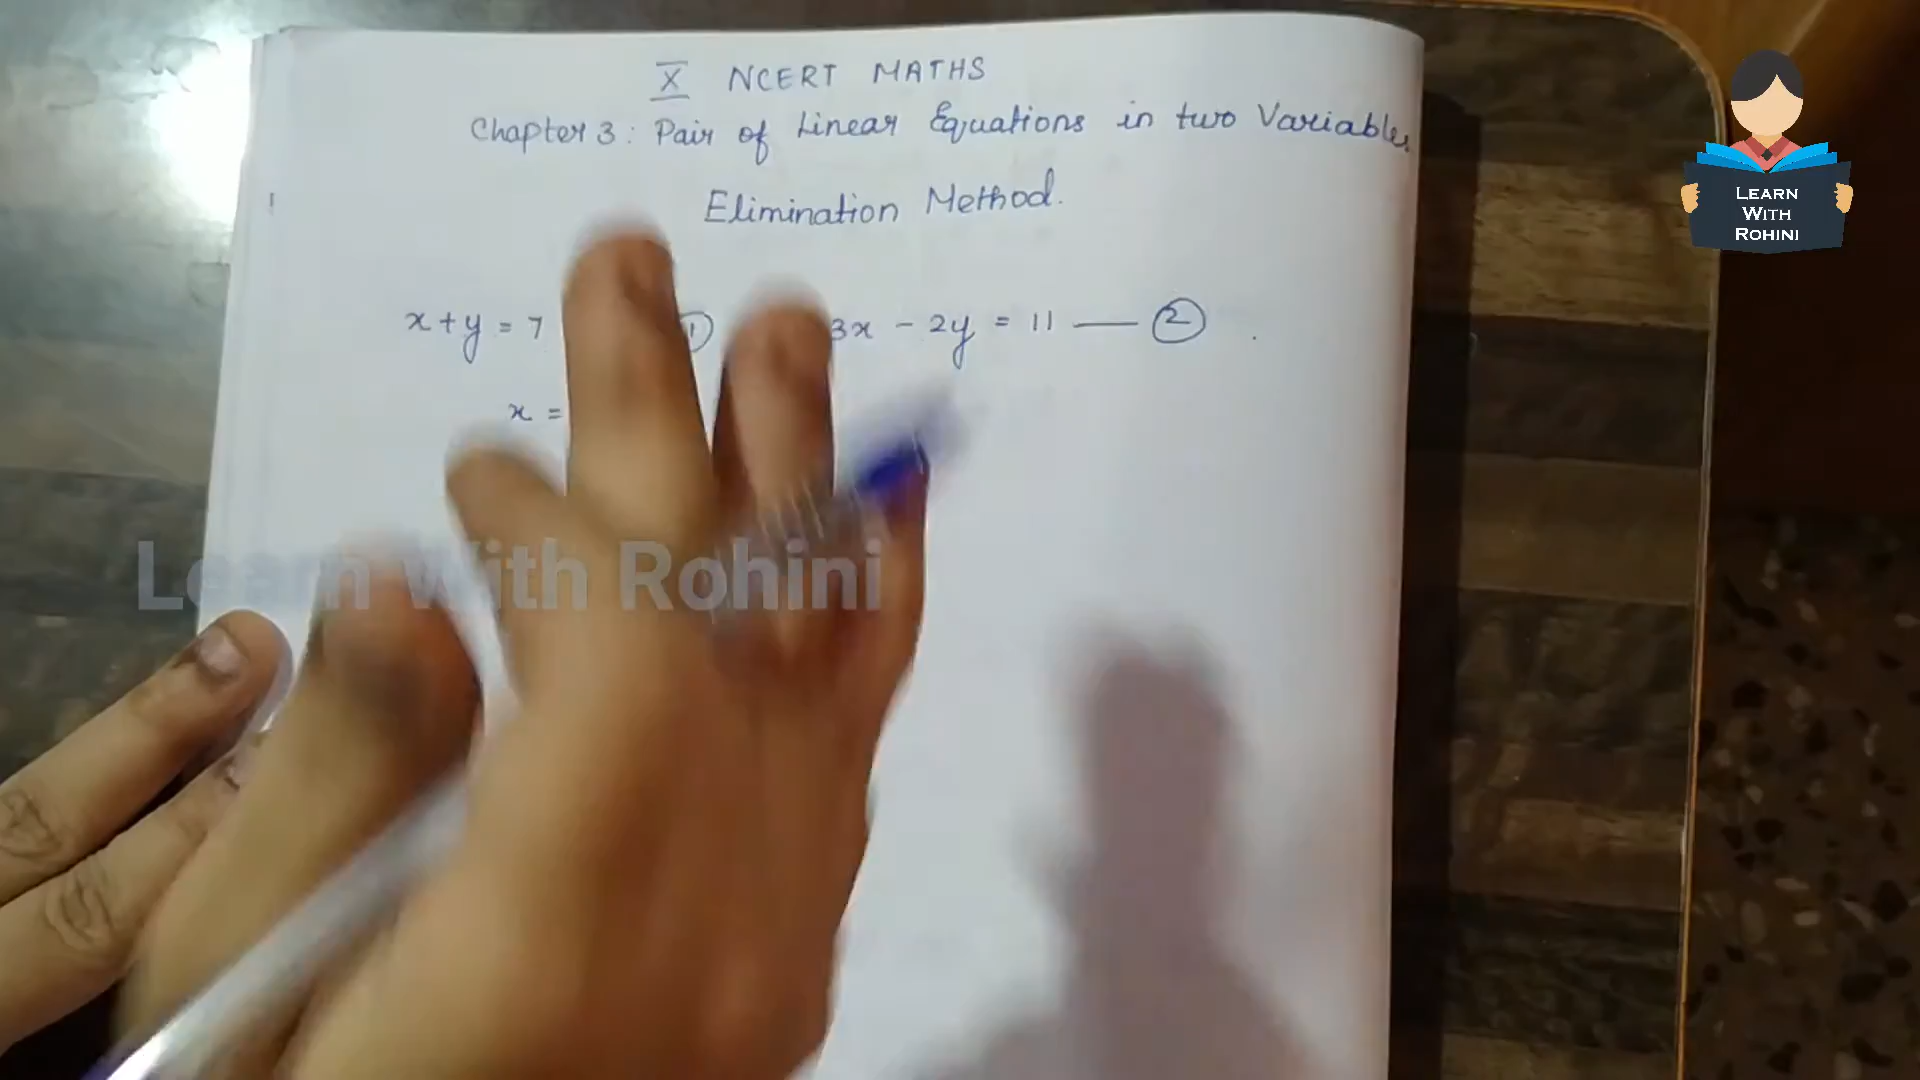 X NCERT MATHS
Chapter 3: Pair of Linear Equations in two Variables
Elimination Method.
x + y = 7 ① 3x - 2y = 11 — ②
x =
Learn With Rohini
LEARN
WITH
ROHINI